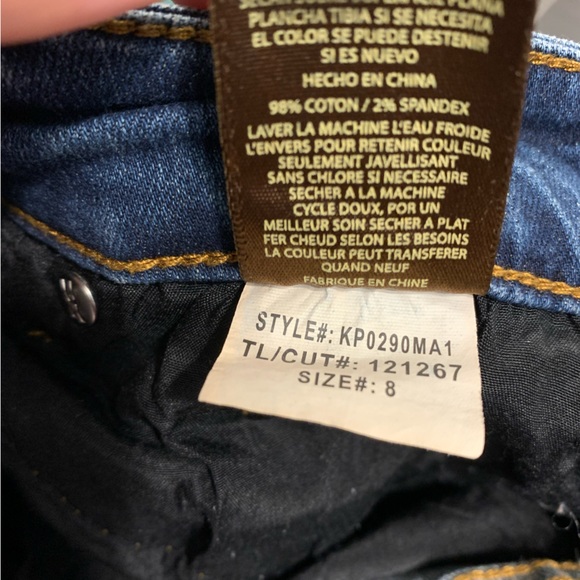 PLANCHA TIBIA SI SE NECESITA
EL COLOR SE PUEDE DESTENIR
SI ES NUEVO
HECHO EN CHINA
98% COTON / 2% SPANDEX
LAVER LA MACHINE L'EAU FROIDE
L'ENVERS POUR RETENIR COULEUR
SEULEMENT JAVELLISANT
SANS CHLORE SI NECESSAIRE
SECHER A LA MACHINE
CYCLE DOUX, POR UN
MEILLEUR SOIN SECHER A PLAT
FER CHEUD SELON LES BESOINS
LA COULEUR PEUT TRANSFERER
QUAND NEUF
FABRIQUE EN CHINE
STYLE#: KP0290MA1
TL/CUT#: 121267
SIZE#: 8